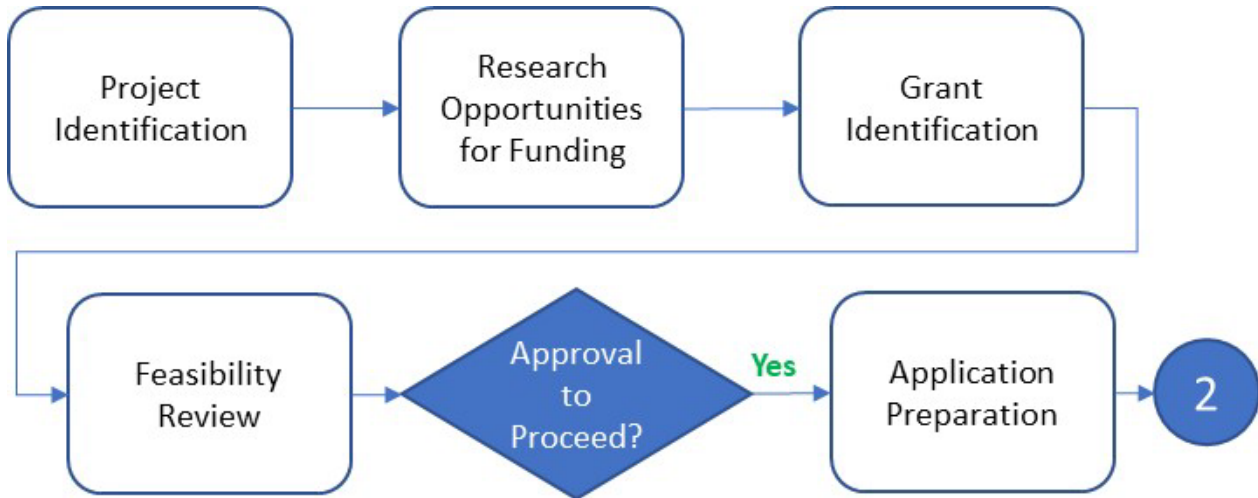 Project
Identification
Research
Opportunities
for Funding
Grant
Identification
Feasibility
Review
Approval
to
Proceed?
Yes
Application
Preparation
2